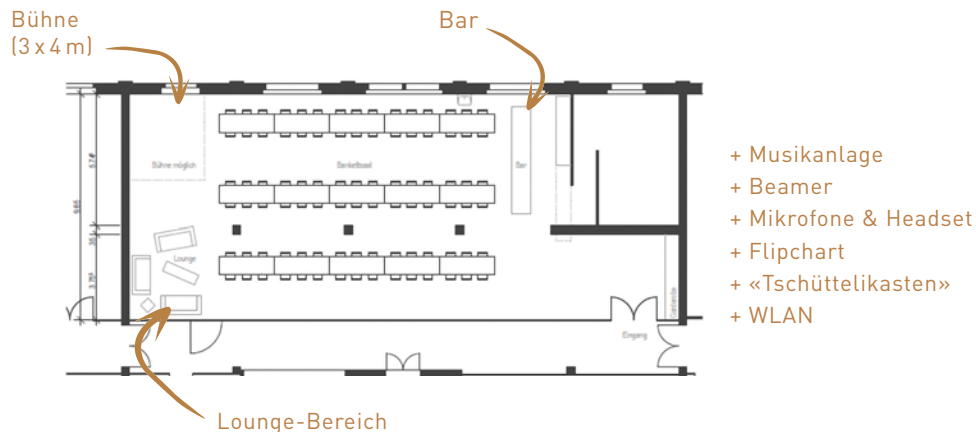 Bühne
(3 x 4 m)
Bar
Bühne möglich
Bankettsaal
Bar
Lounge
Eingang
+ Musikanlage
+ Beamer
+ Mikrofone & Headset
+ Flipchart
+ «Tschüttelikasten»
+ WLAN
Lounge-Bereich